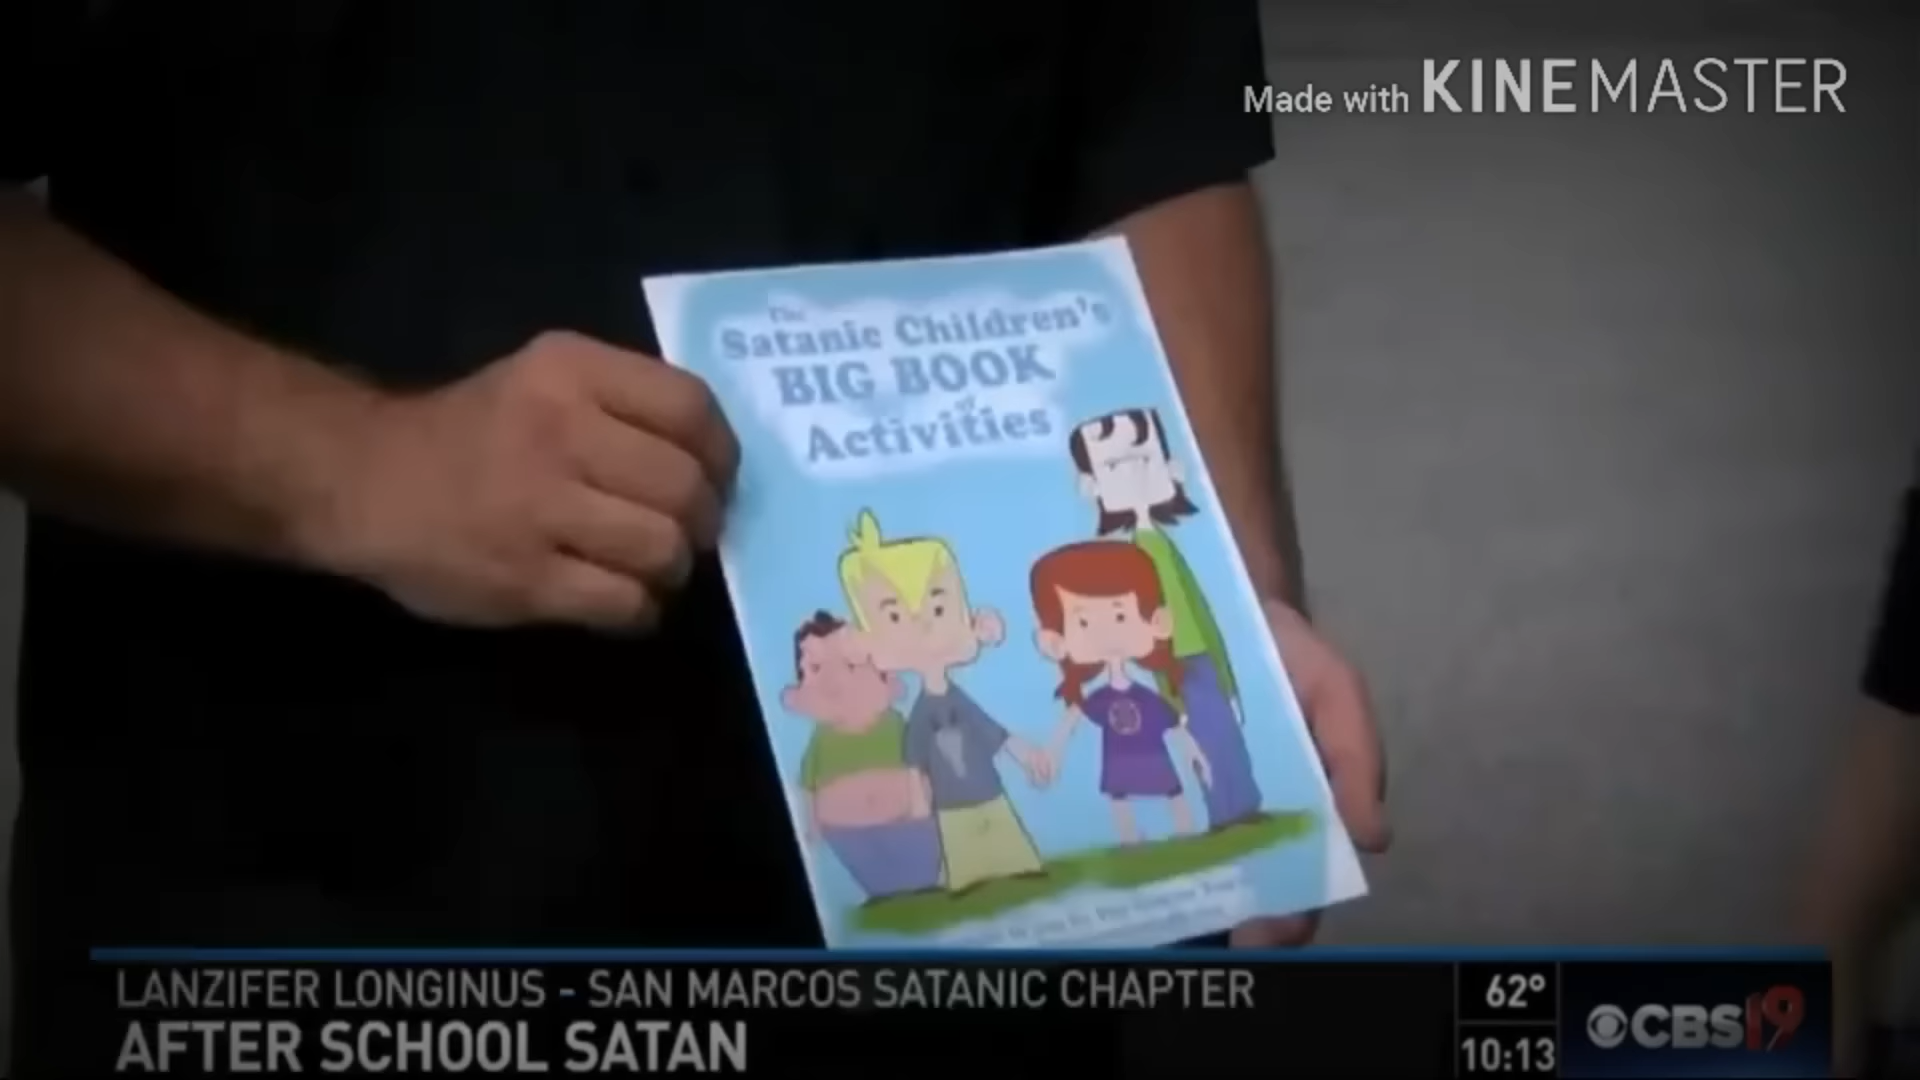 Made with KINEMASTER
The
Satanic Children's
BIG BOOK
of
Activities
LANZIFER LONGINUS - SAN MARCOS SATANIC CHAPTER
AFTER SCHOOL SATAN
62°
10:13
CBS19